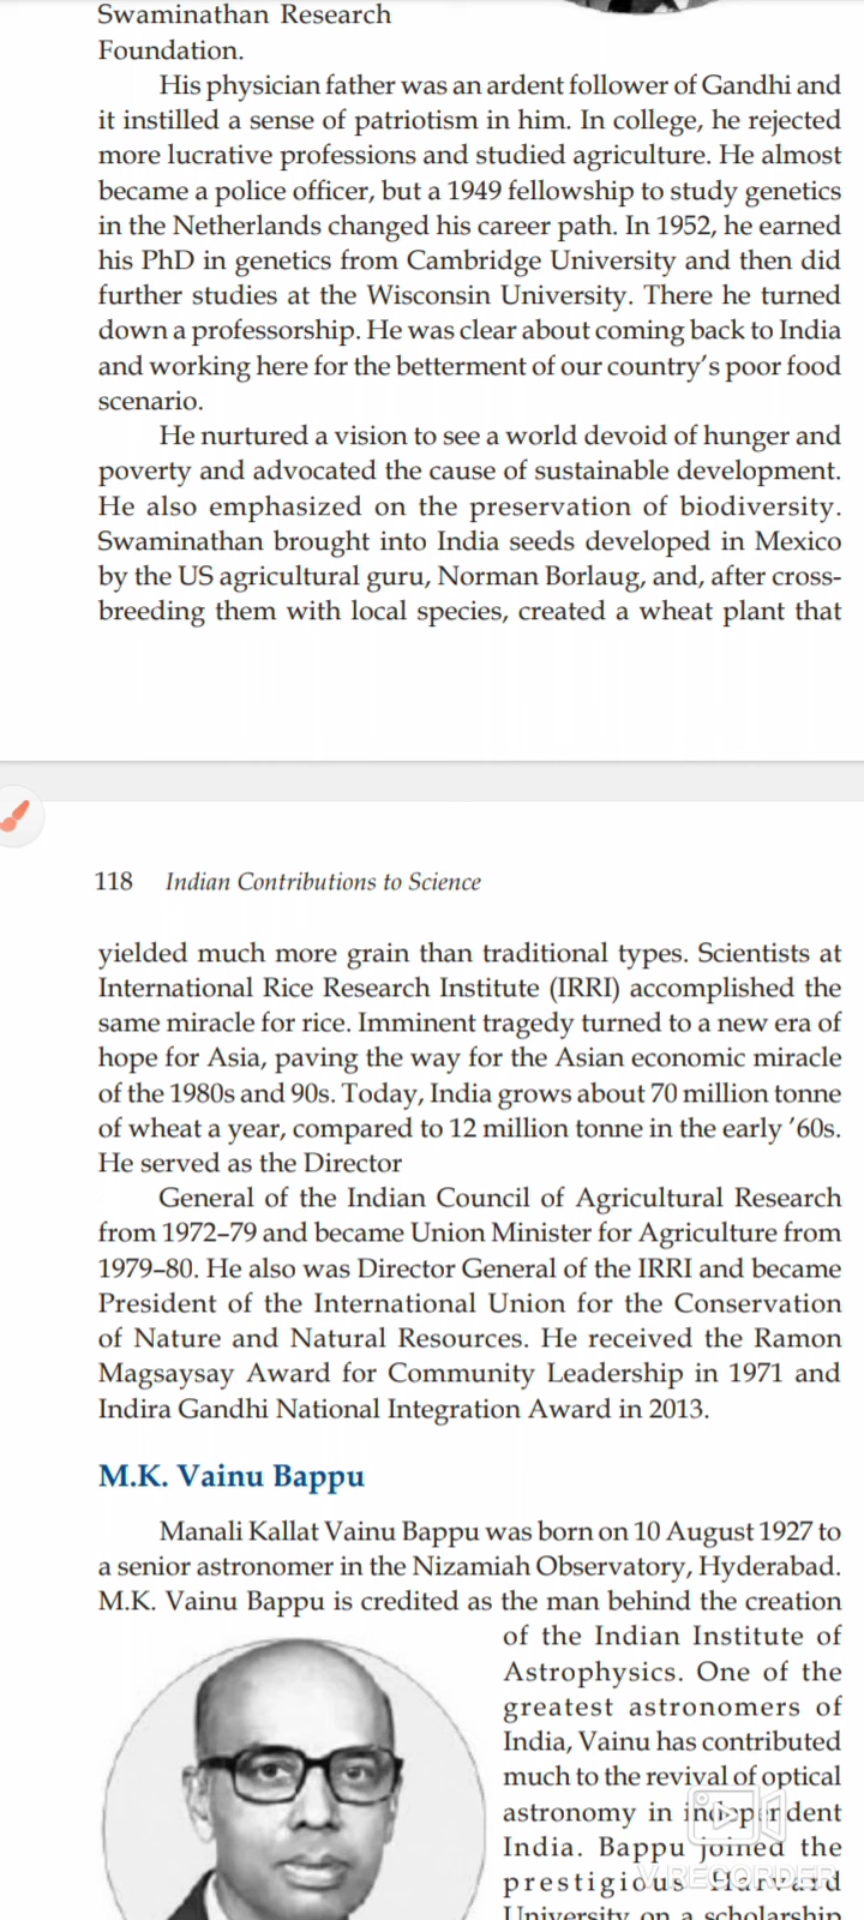 Swaminathan Research
Foundation.
His physician father was an ardent follower of Gandhi and
it instilled a sense of patriotism in him. In college, he rejected
more lucrative professions and studied agriculture. He almost
became a police officer, but a 1949 fellowship to study genetics
in the Netherlands changed his career path. In 1952, he earned
his PhD in genetics from Cambridge University and then did
further studies at the Wisconsin University. There he turned
down a professorship. He was clear about coming back to India
and working here for the betterment of our country’s poor food
scenario.
He nurtured a vision to see a world devoid of hunger and
poverty and advocated the cause of sustainable development.
He also emphasized on the preservation of biodiversity.
Swaminathan brought into India seeds developed in Mexico
by the US agricultural guru, Norman Borlaug, and, after cross-
breeding them with local species, created a wheat plant that
118 Indian Contributions to Science
yielded much more grain than traditional types. Scientists at
International Rice Research Institute (IRRI) accomplished the
same miracle for rice. Imminent tragedy turned to a new era of
hope for Asia, paving the way for the Asian economic miracle
of the 1980s and 90s. Today, India grows about 70 million tonne
of wheat a year, compared to 12 million tonne in the early ’60s.
He served as the Director
General of the Indian Council of Agricultural Research
from 1972–79 and became Union Minister for Agriculture from
1979–80. He also was Director General of the IRRI and became
President of the International Union for the Conservation
of Nature and Natural Resources. He received the Ramon
Magsaysay Award for Community Leadership in 1971 and
Indira Gandhi National Integration Award in 2013.
M.K. Vainu Bappu
Manali Kallat Vainu Bappu was born on 10 August 1927 to
a senior astronomer in the Nizamiah Observatory, Hyderabad.
M.K. Vainu Bappu is credited as the man behind the creation
of the Indian Institute of
Astrophysics. One of the
greatest astronomers of
India, Vainu has contributed
much to the revival of optical
astronomy in independent
India. Bappu joined the
prestigious Harvard
V RECORDER
University on a scholarship